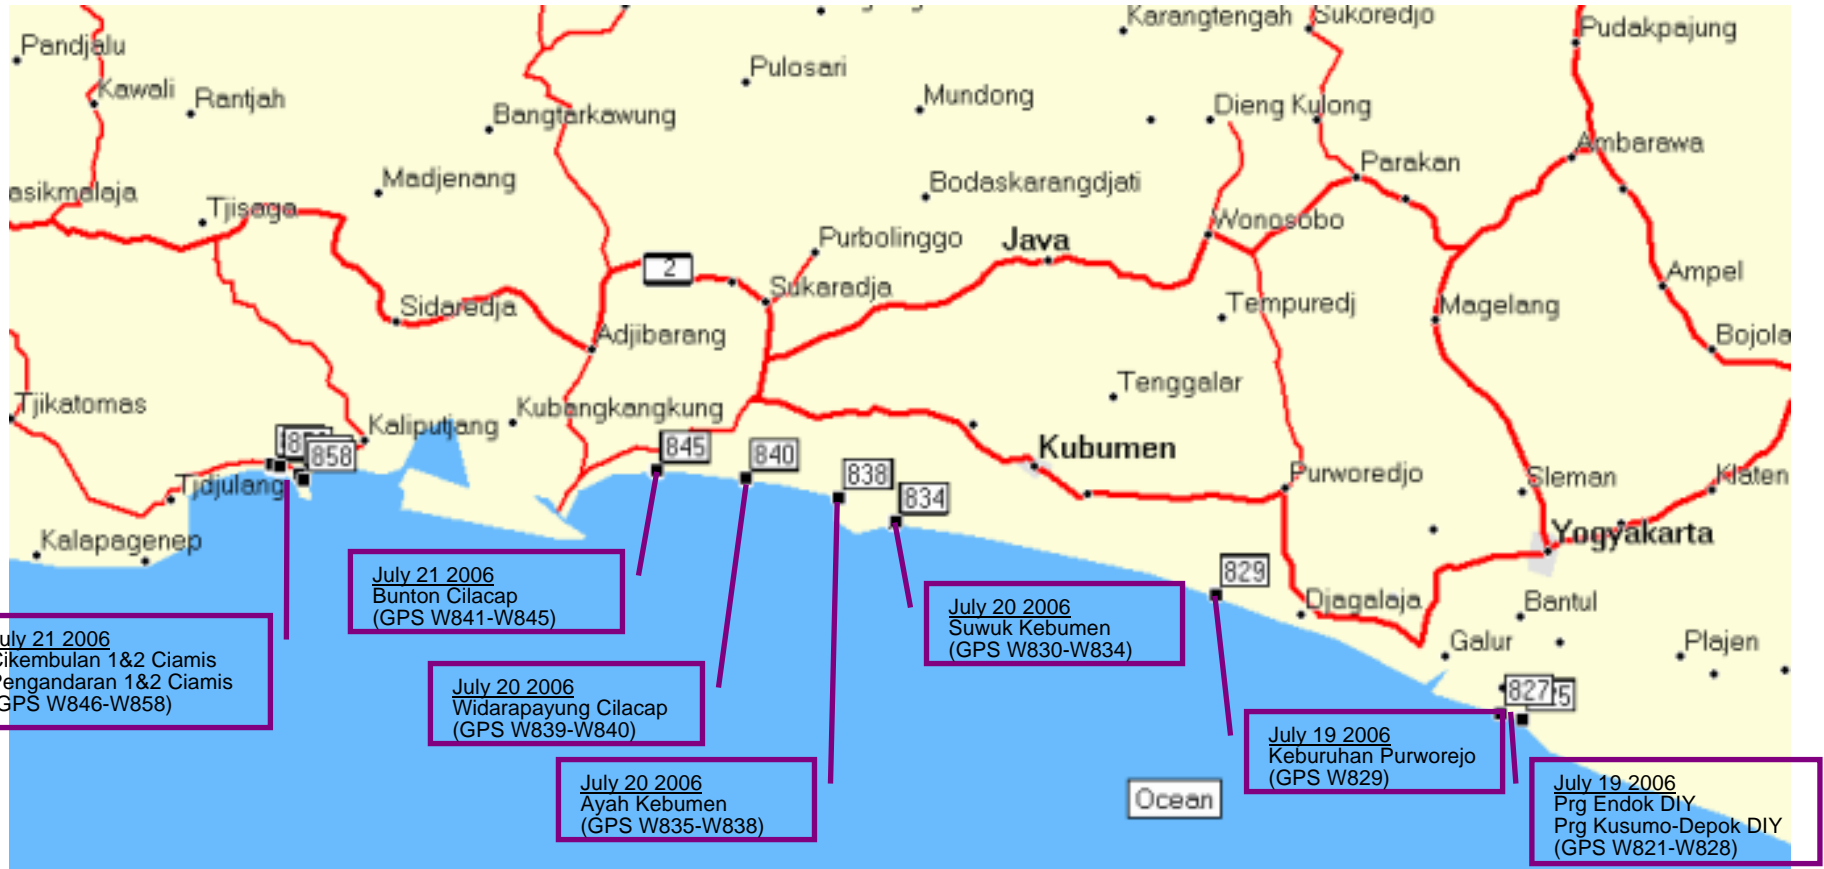 Pandjalu
Kawali
Rantjah
Bangtarkawung
Pulosari
Mundong
Karangtengah
Sukoredjo
Pudakpajung
Dieng Kulong
Ambarawa
Parakan
asikmalaja
Tjisaga
Madjenang
Bodaskarangdjati
Purbolinggo
Java
Wonosobo
2
Sukaradja
Sidaredja
Adjibarang
Tempuredj
Magelang
Ampel
Bojola
Tjikatomas
Kaliputjang
Kubangkangkung
Tenggalar
858
845
840
838
834
Kubumen
Purworedjo
Sleman
Klaten
Tjdjulang
Kalapagenep
Yogyakarta
829
Djagalaja
Bantul
Galur
Plajen
827
July 21 2006
Bunton Cilacap
(GPS W841-W845)
July 20 2006
Suwuk Kebumen
(GPS W830-W834)
uly 21 2006
Cikembulan 1&2 Ciamis
Pengandaran 1&2 Ciamis
GPS W846-W858)
July 20 2006
Widarapayung Cilacap
(GPS W839-W840)
July 19 2006
Keburuhan Purworejo
(GPS W829)
July 20 2006
Ayah Kebumen
(GPS W835-W838)
Ocean
July 19 2006
Prg Endok DIY
Prg Kusumo-Depok DIY
(GPS W821-W828)